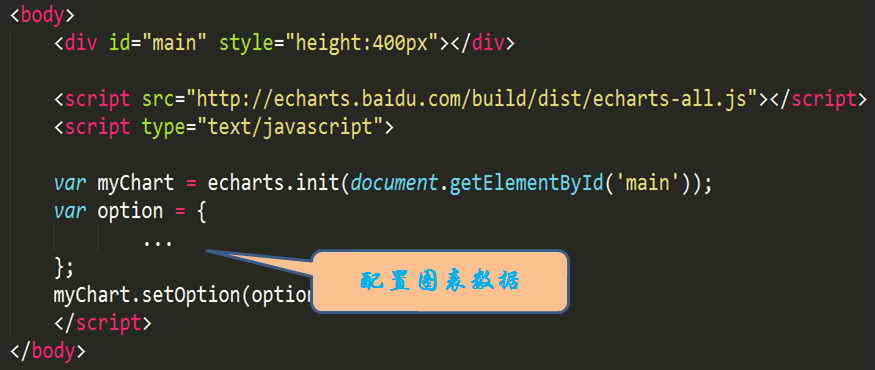 <body>
<div id="main" style="height:400px"></div>
<script src="http://echarts.baidu.com/build/dist/echarts-all.js"></script>
<script type="text/javascript">
var myChart = echarts.init(document.getElementById('main'));
var option = {
...
};
配置图表数据
myChart.setOption(option
</script>
</body>